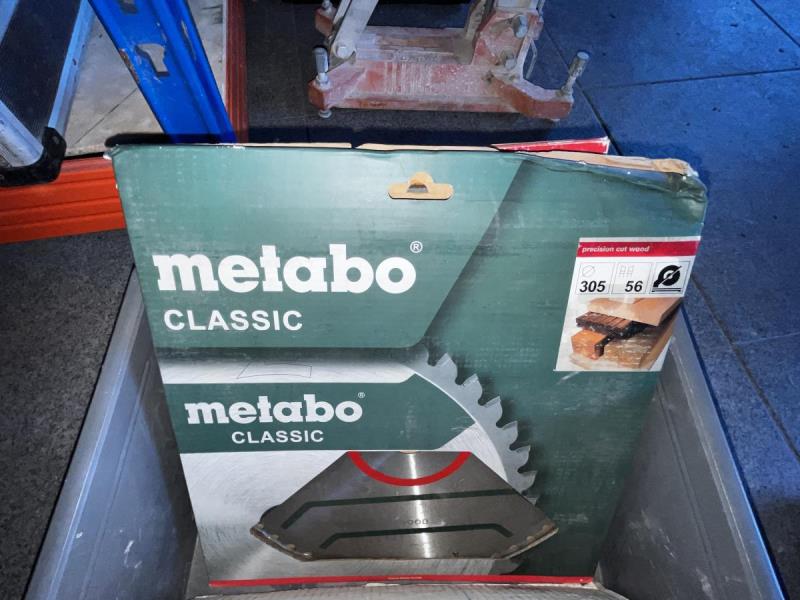 metabo®
CLASSIC
precision cut wood
305 56
metabo®
CLASSIC